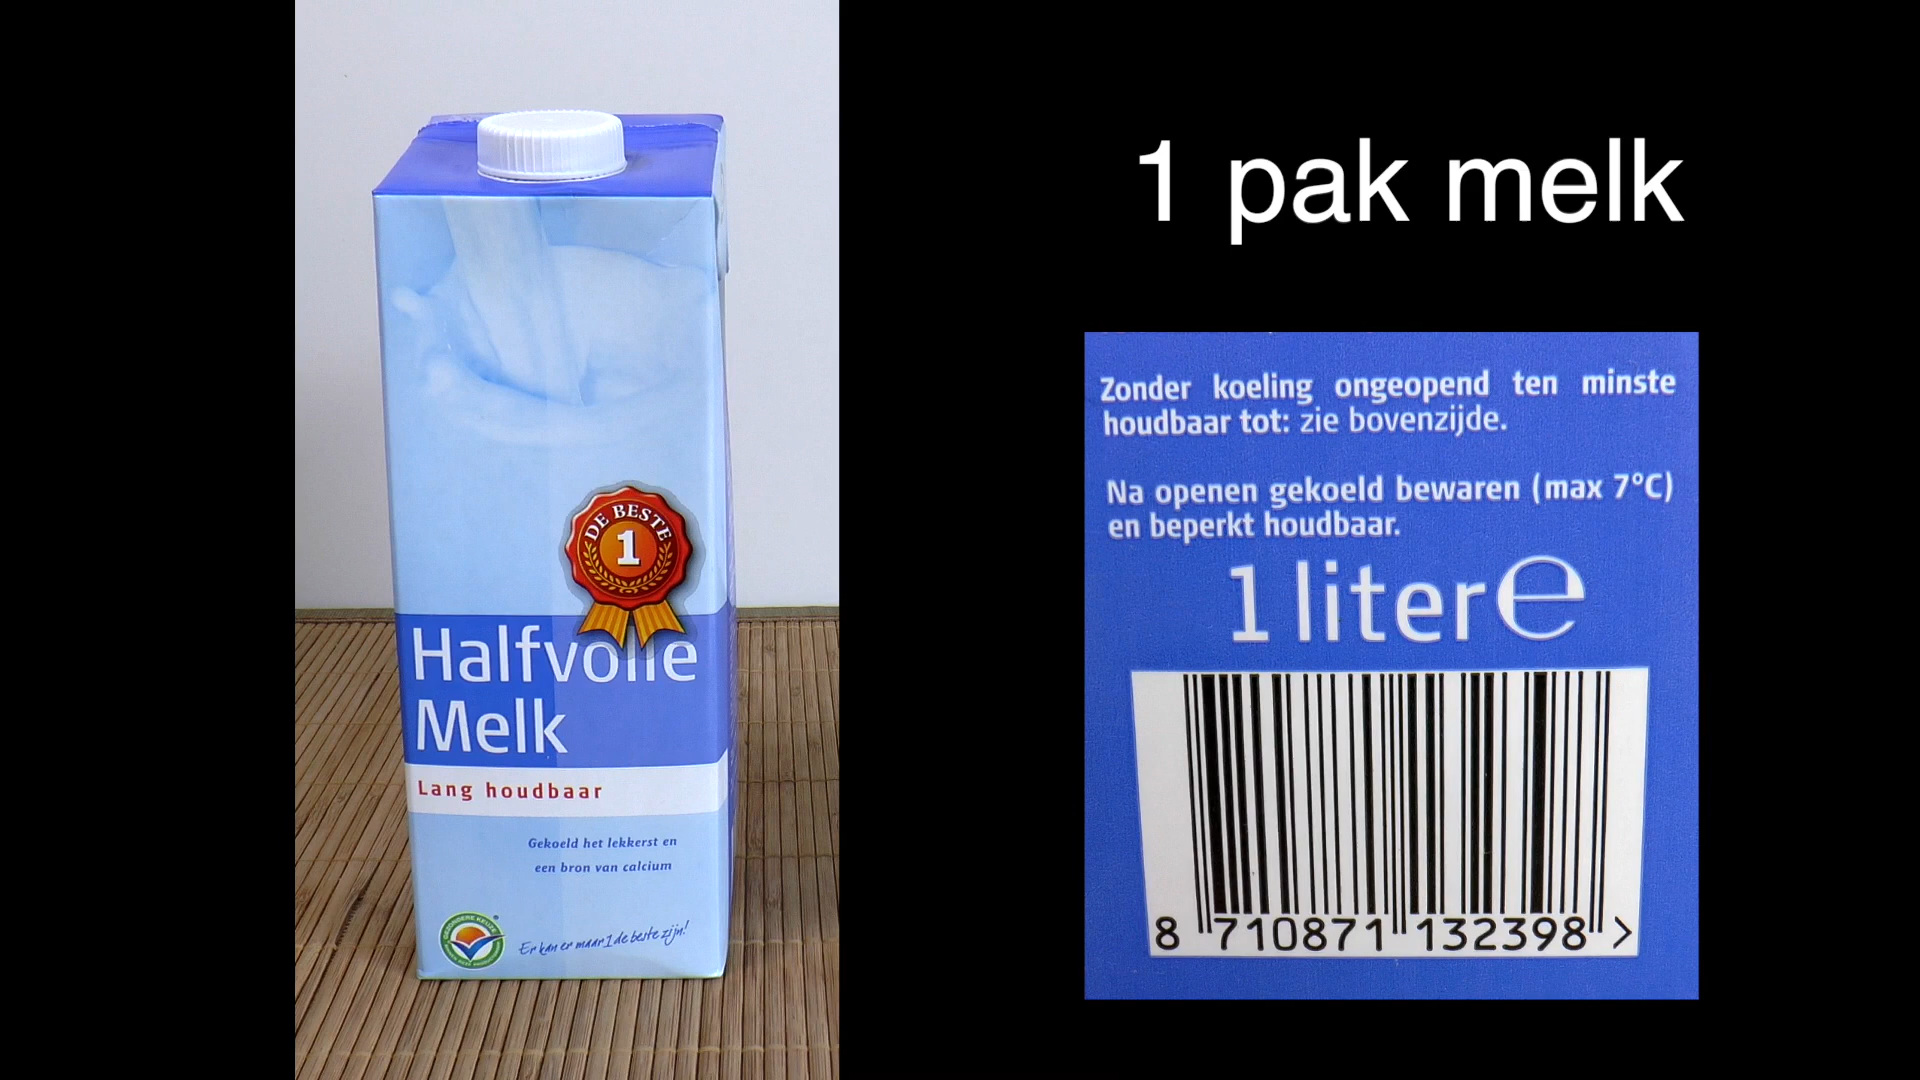 1 pak melk
DE BESTE
1
Halfvolle
Melk
Lang houdbaar
Gekoeld het lekkerst en
een bron van calcium
Er kan er maar 1 de beste zijn!
Zonder koeling ongeopend ten minste
houdbaar tot: zie bovenzijde.
Na openen gekoeld bewaren (max 7°C)
en beperkt houdbaar.
1 liter e
8 710871 132398 >